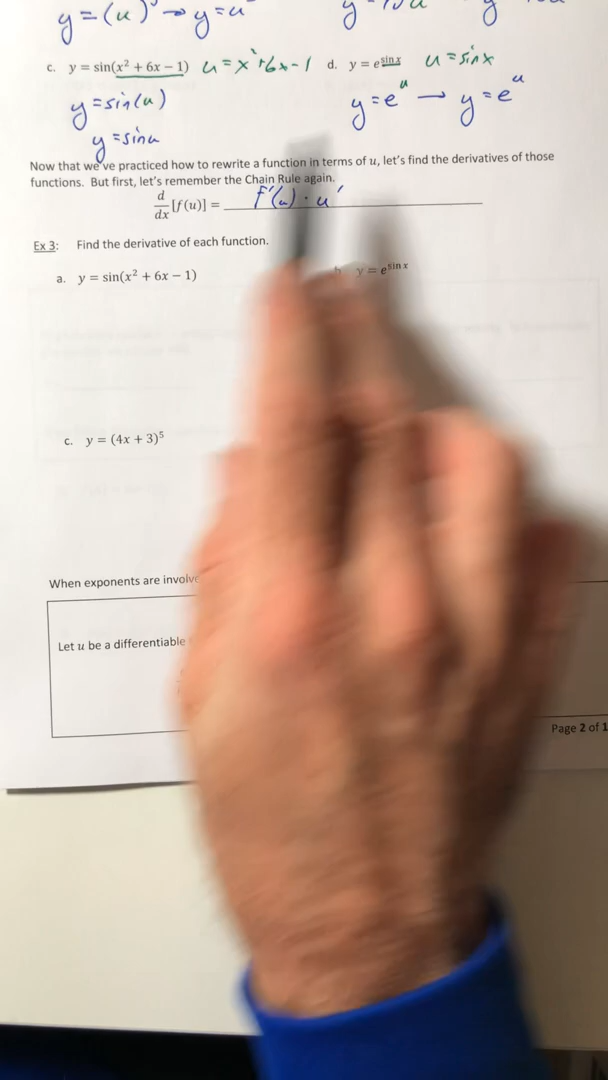 y=(u)⁵→y=u
c. y = sin(x² + 6x − 1) u=x²+6x-1 d. y = e^{sin x} u=sinx
y=sin(u) y=e^u → y=e^u
y=sinu
Now that we've practiced how to rewrite a function in terms of u, let's find the derivatives of those
functions. But first, let's remember the Chain Rule again.
d/dx [f(u)] = f'(u)·u'
Ex 3: Find the derivative of each function.
a. y = sin(x² + 6x − 1) y = e^{sin x}
c. y = (4x + 3)⁵
When exponents are
Let u be a differentiable
Page 2 of 1